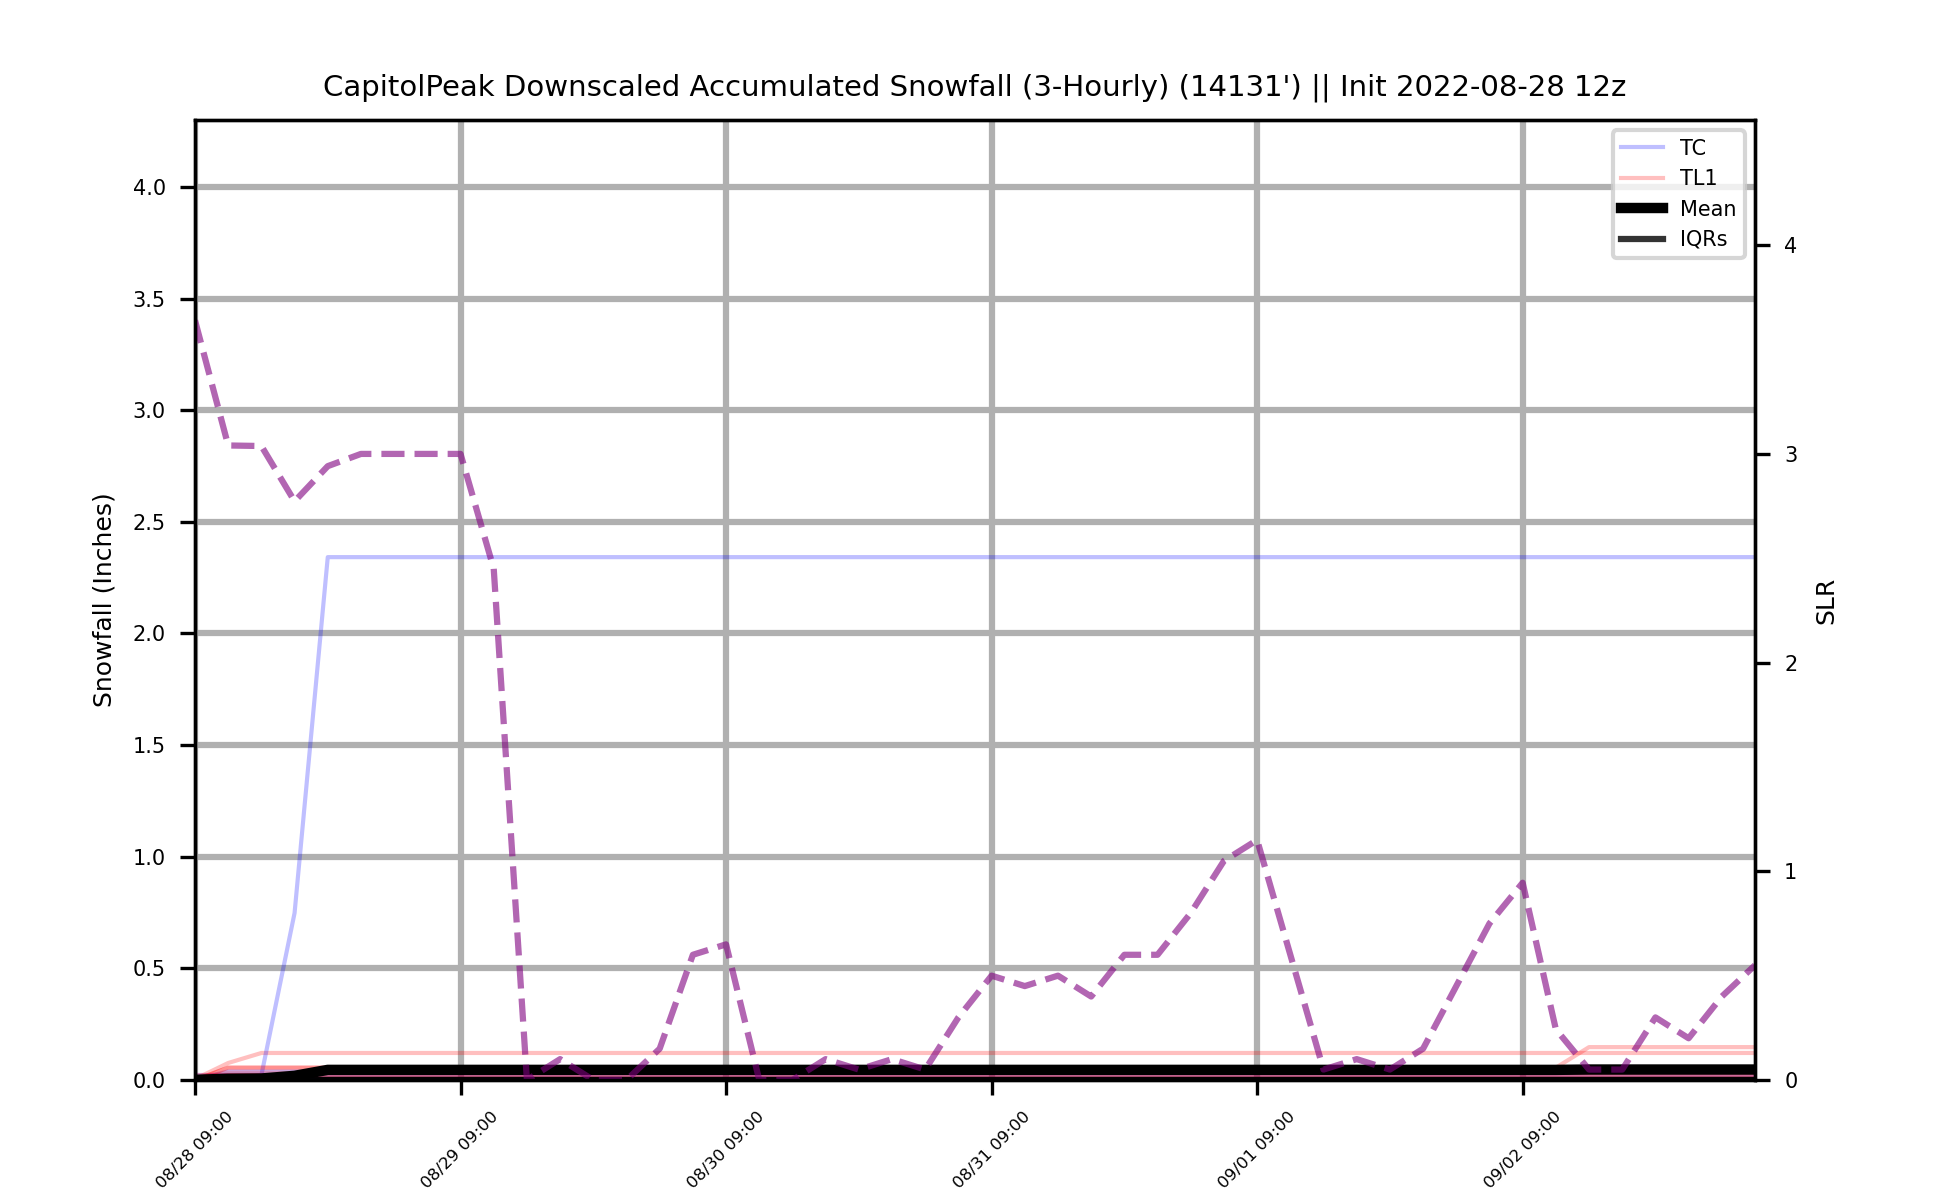 CapitolPeak Downscaled Accumulated Snowfall (3-Hourly) (14131') || Init 2022-08-28 12z
TC
TL1
Mean
IQRs
Snowfall (Inches)
4.0
3.5
3.0
2.5
2.0
1.5
1.0
0.5
0.0
4
3
2
1
0
SLR
08/28 09:00
08/29 09:00
08/30 09:00
08/31 09:00
09/01 09:00
09/02 09:00